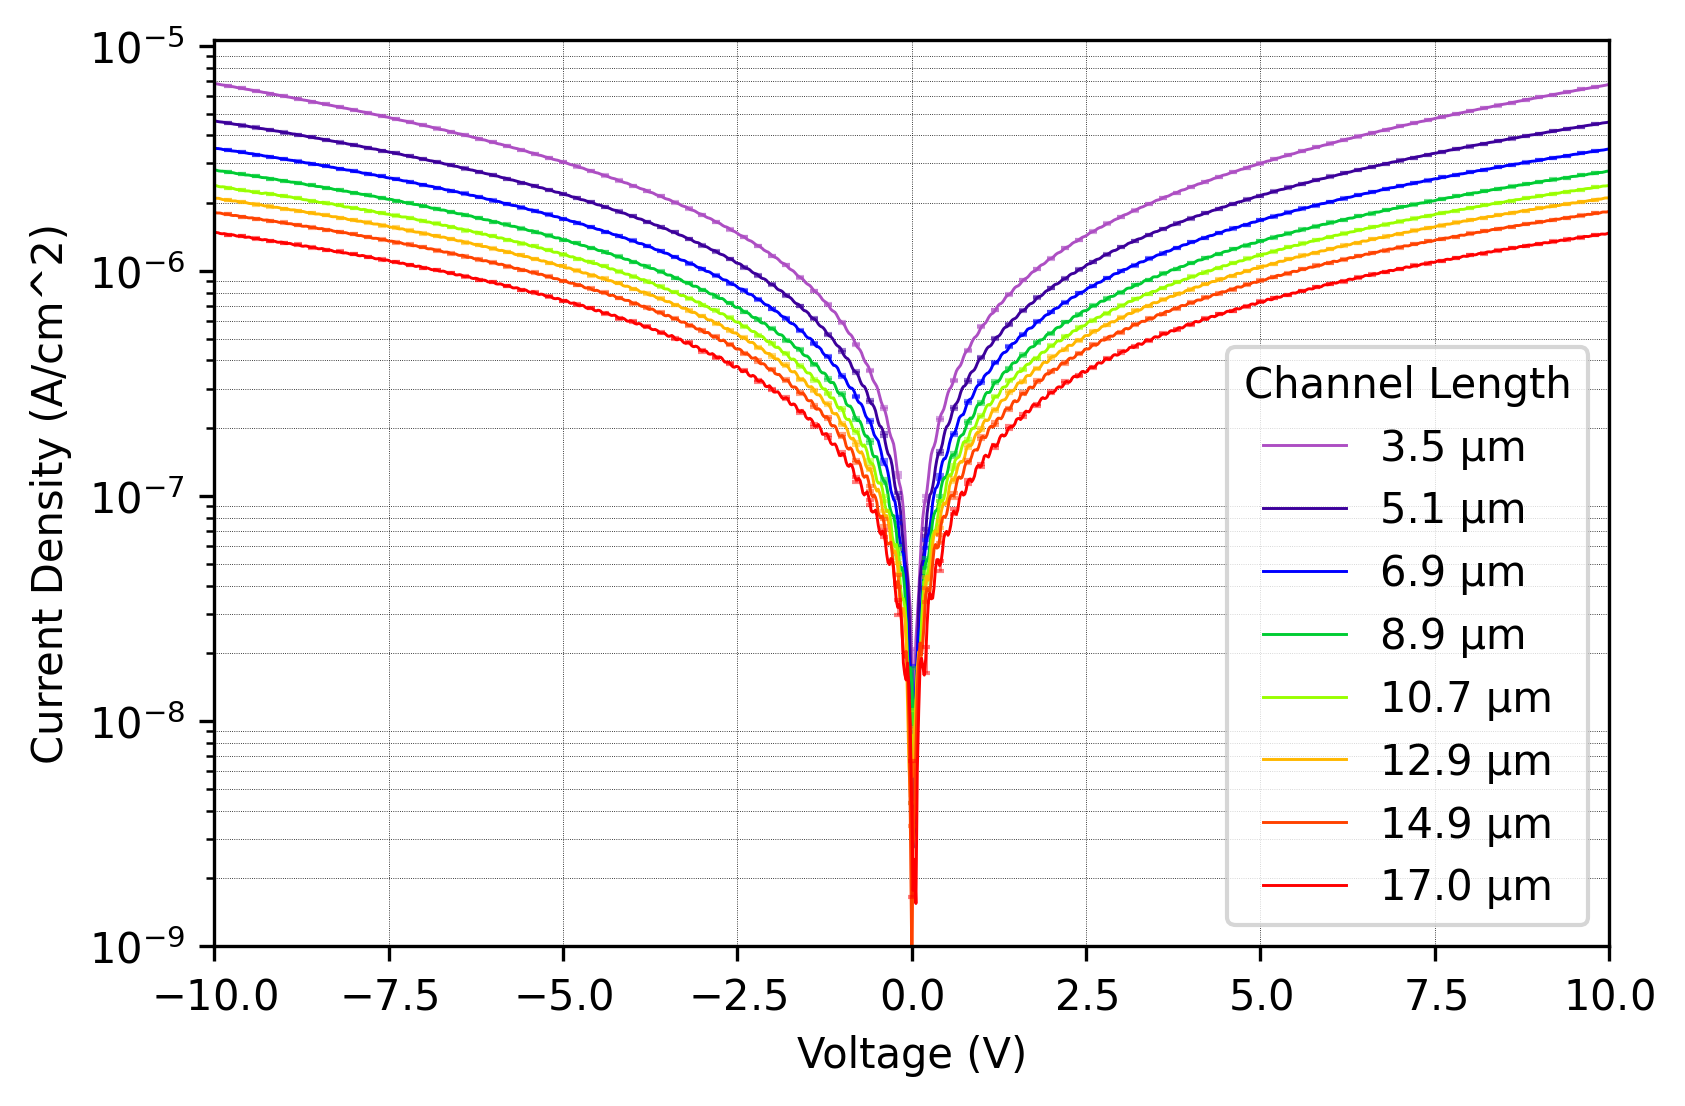 10⁻⁵
10⁻⁶
10⁻⁷
10⁻⁸
10⁻⁹
Current Density (A/cm^2)
−10.0 −7.5 −5.0 −2.5 0.0 2.5 5.0 7.5 10.0
Voltage (V)
Channel Length
3.5 μm
5.1 μm
6.9 μm
8.9 μm
10.7 μm
12.9 μm
14.9 μm
17.0 μm